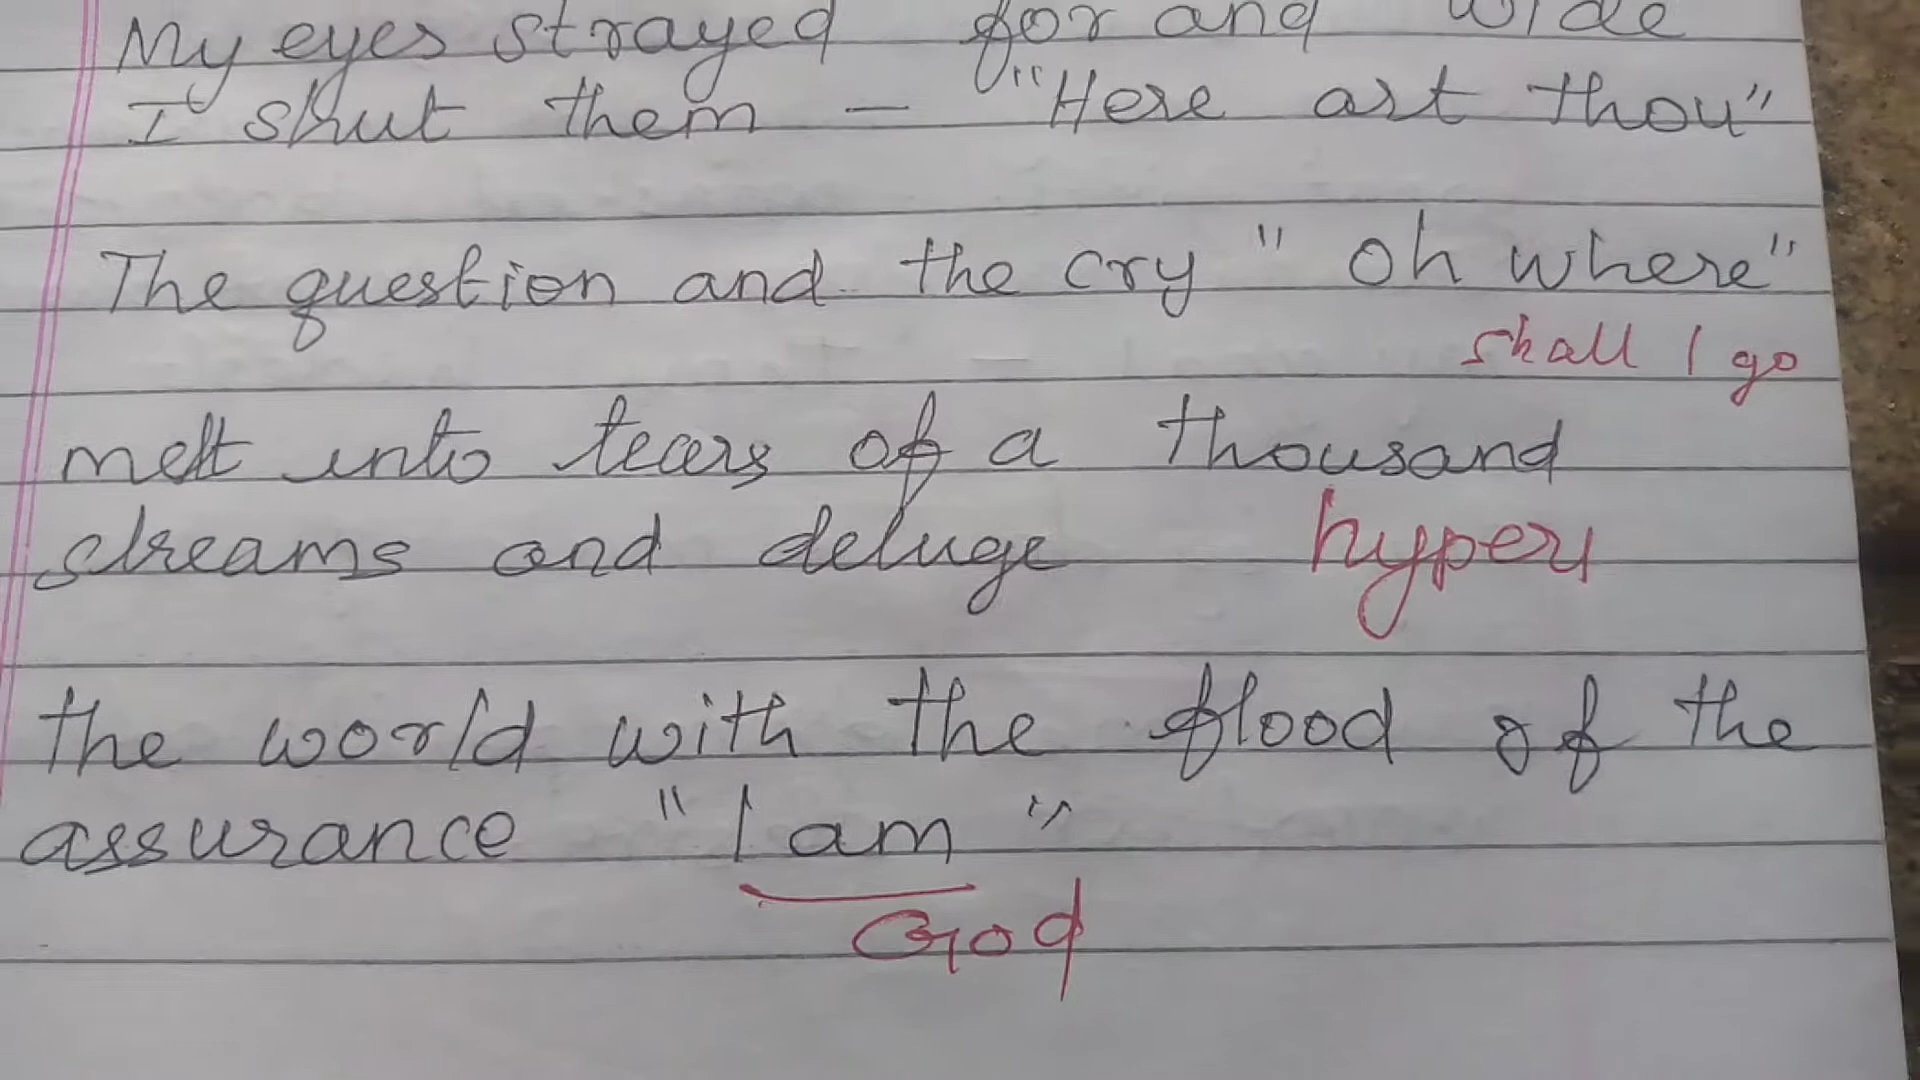 My eyes strayed for and wide
I shut them — "Here art thou"
The question and the cry "oh where"
shall I go
melt into tears of a thousand
streams and deluge hyper
the world with the flood of the
assurance "I am"
God